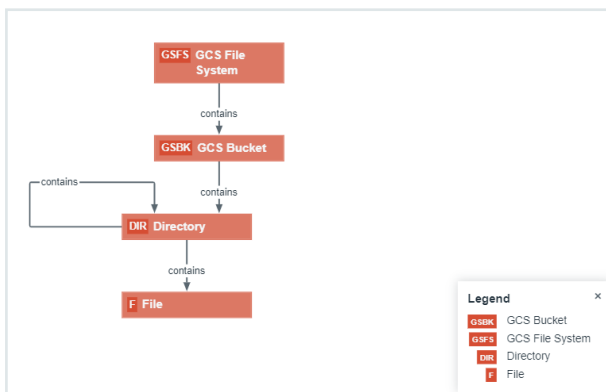 GSFS GCS File
System
contains
GSBK GCS Bucket
contains
contains
DIR Directory
contains
F File
Legend ×
GSBK GCS Bucket
GSFS GCS File System
DIR Directory
F File